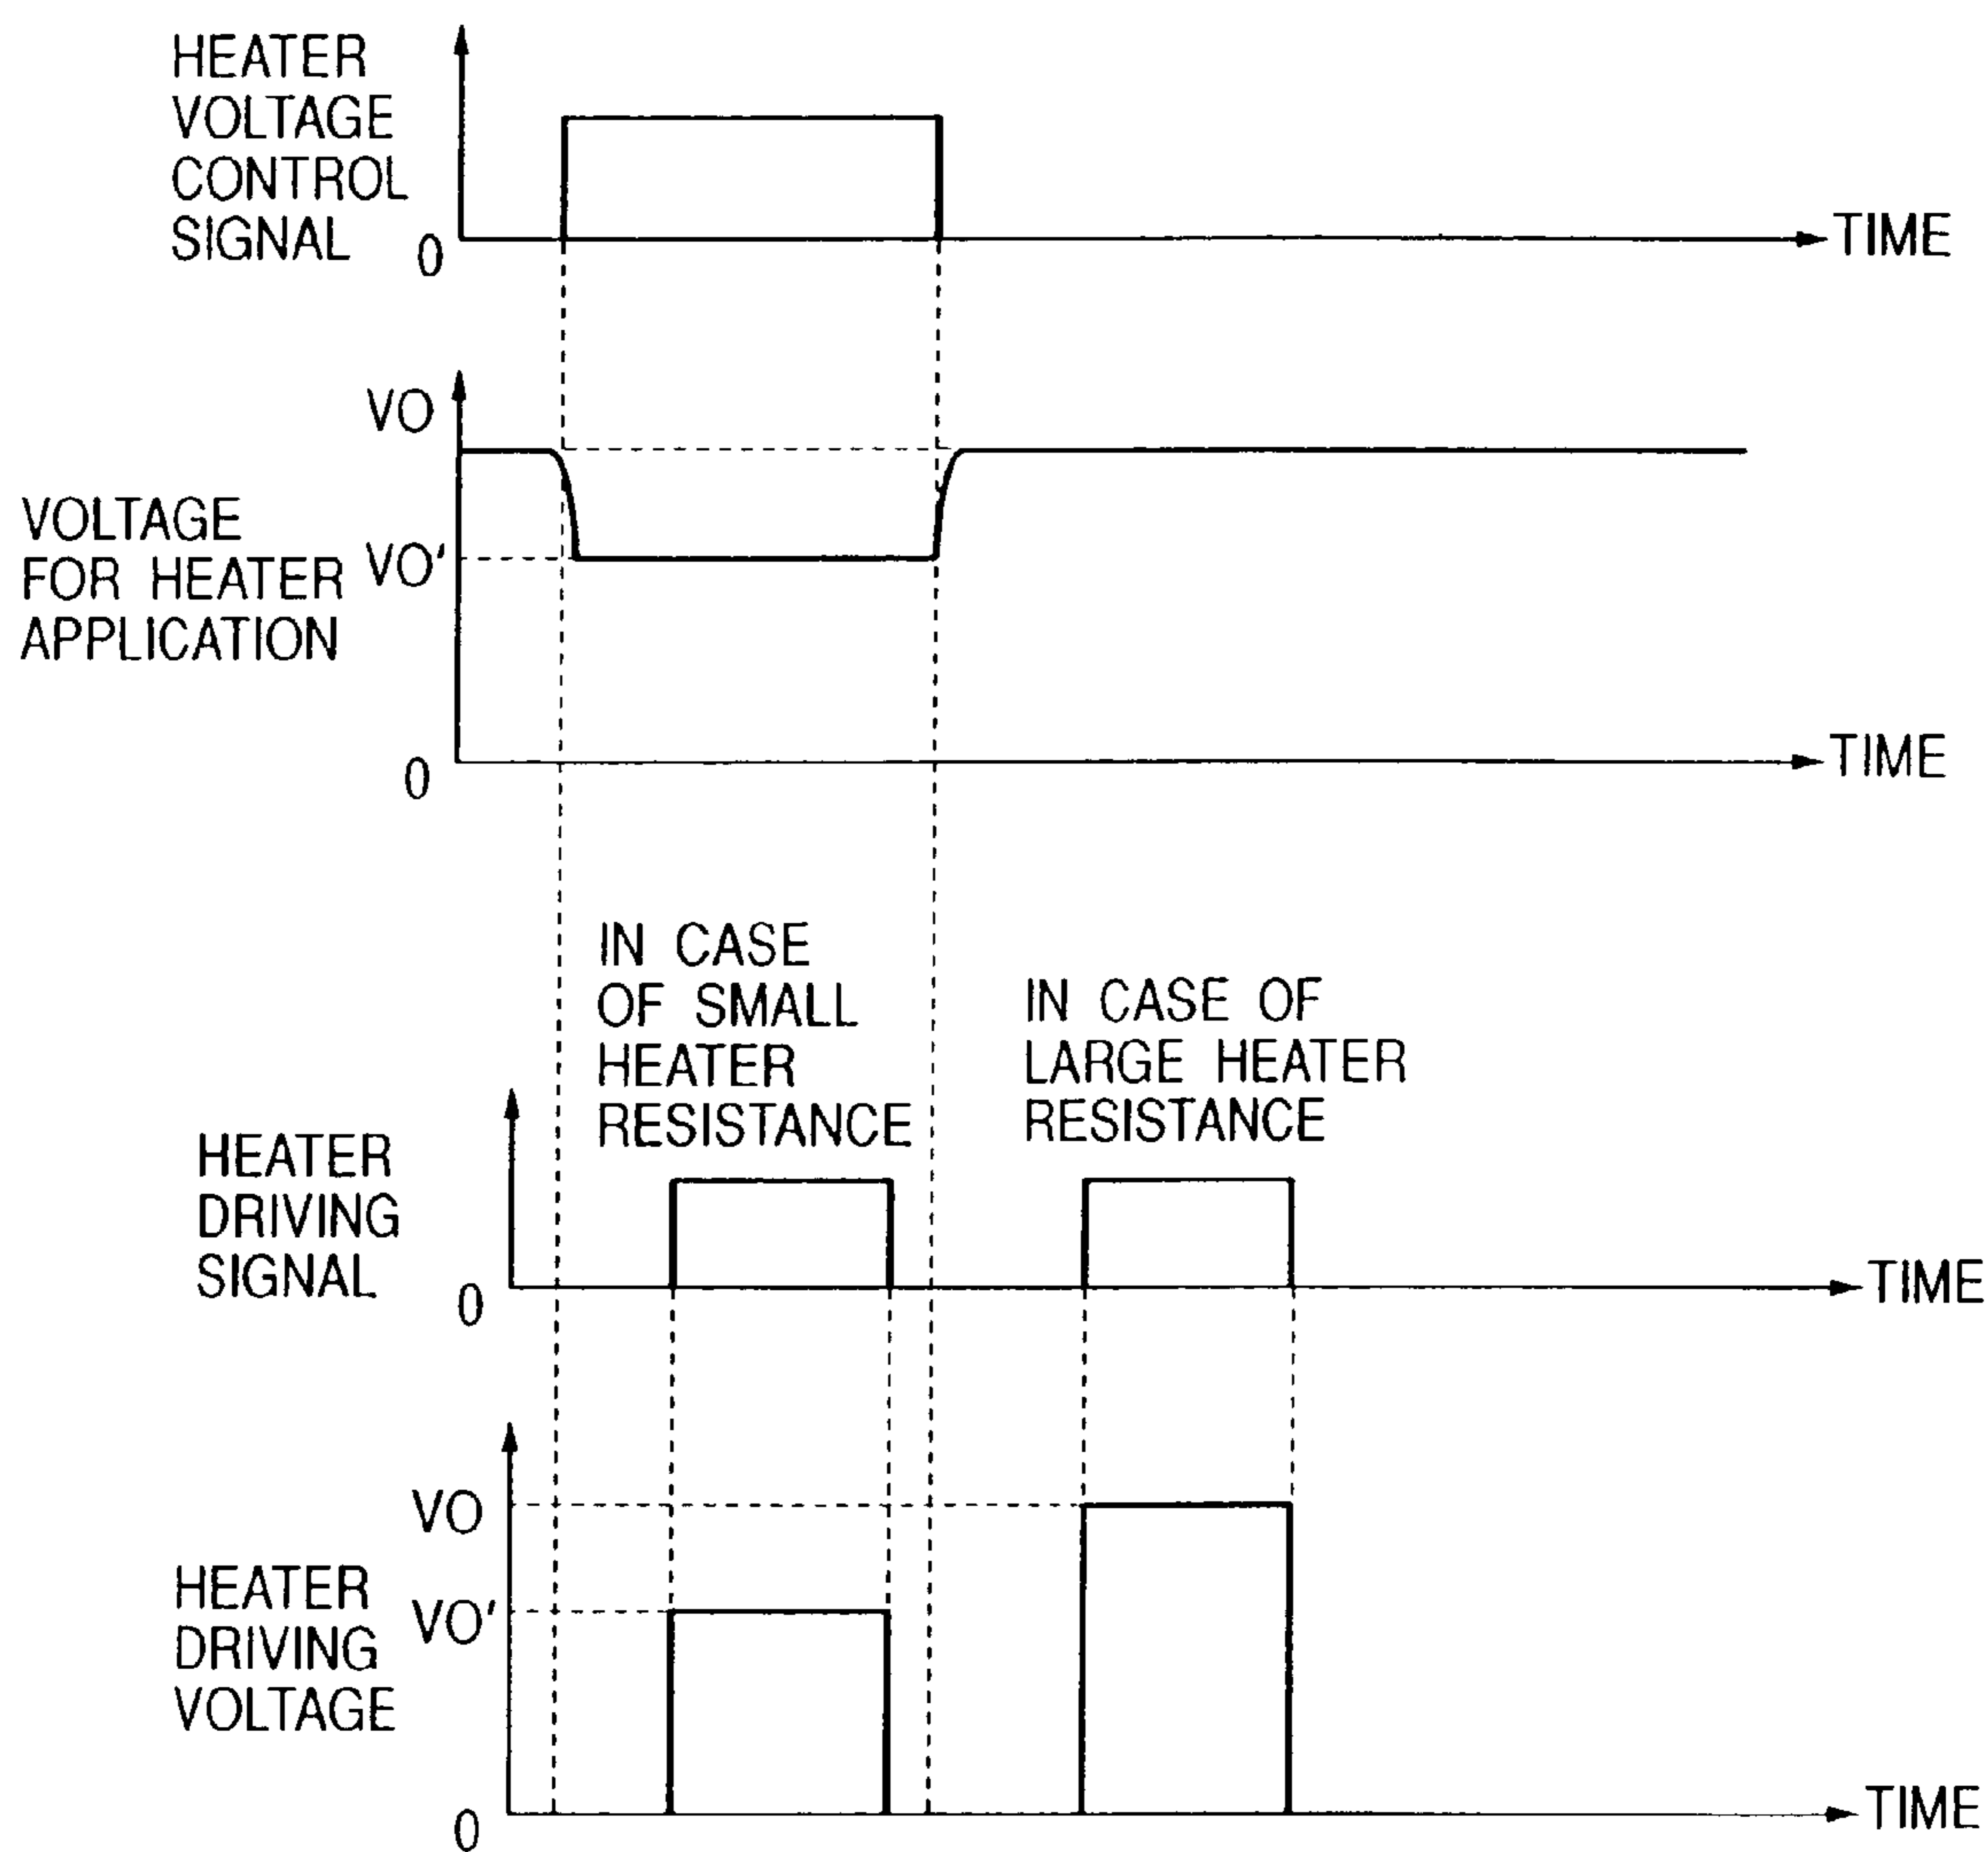 HEATER
VOLTAGE
CONTROL
SIGNAL
0
TIME
VO
VOLTAGE
FOR HEATER
APPLICATION
VO'
0
TIME
IN CASE
OF SMALL
HEATER
RESISTANCE
IN CASE OF
LARGE HEATER
RESISTANCE
HEATER
DRIVING
SIGNAL
0
TIME
VO
HEATER
DRIVING
VOLTAGE
VO'
0
TIME